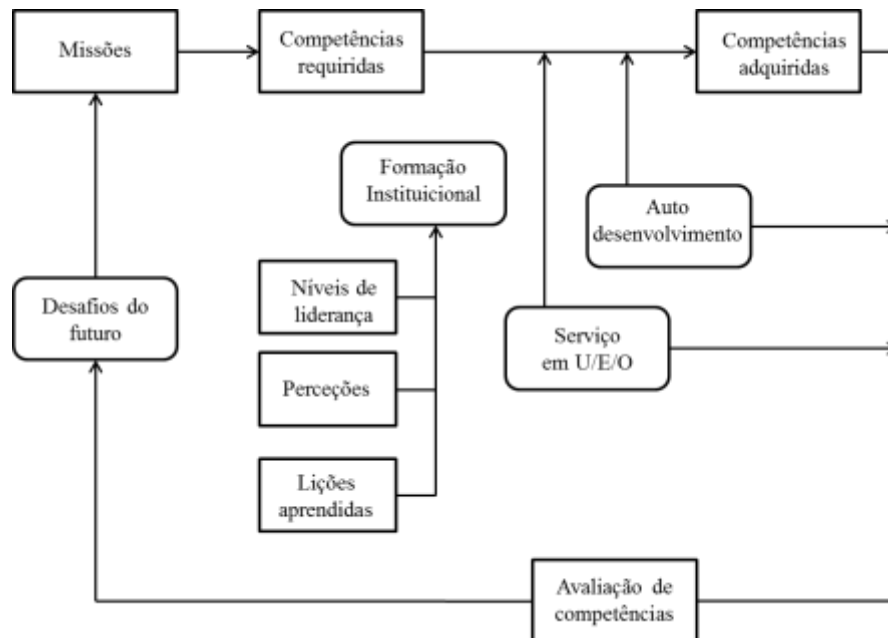 Missões
Competências
requiridas
Competências
adquiridas
Formação
Instituicional
Auto
desenvolvimento
Níveis de
liderança
Desafios do
futuro
Serviço
em U/E/O
Perceções
Lições
aprendidas
Avaliação de
competências